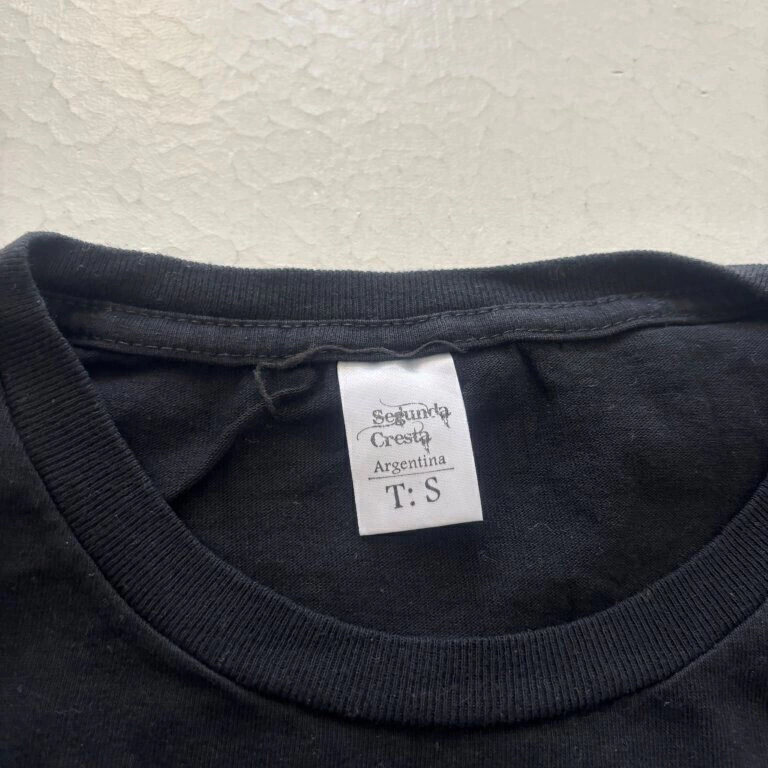 Segunda
Cresta
Argentina
T: S